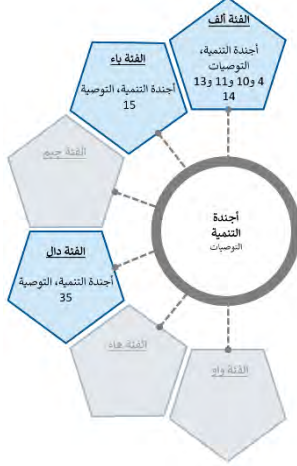 الفئة ألف
أجندة التنمية،
التوصيات
4 و10 و11 و13
14
الفئة باء
أجندة التنمية، التوصية
15
الفئة جيم
أجندة
التنمية
التوصيات
الفئة دال
أجندة التنمية، التوصية
35
الفئة هاء
الفئة واو